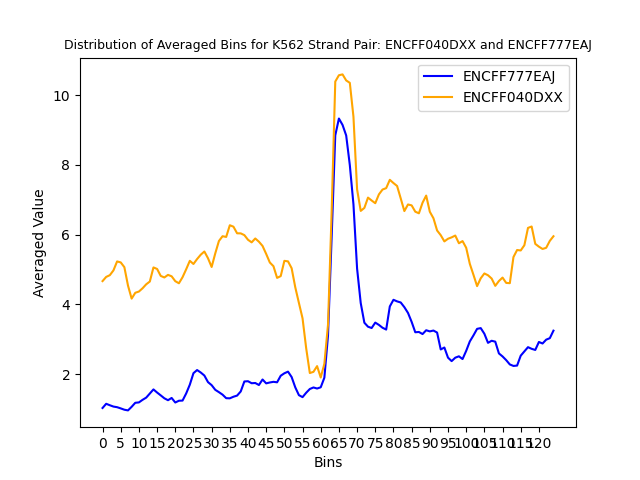 Distribution of Averaged Bins for K562 Strand Pair: ENCFF040DXX and ENCFF777EAJ
ENCFF777EAJ
ENCFF040DXX
Averaged Value
10
8
6
4
2
0 5 10 15 20 25 30 35 40 45 50 55 60 65 70 75 80 85 90 95 100 105 110 115 120
Bins